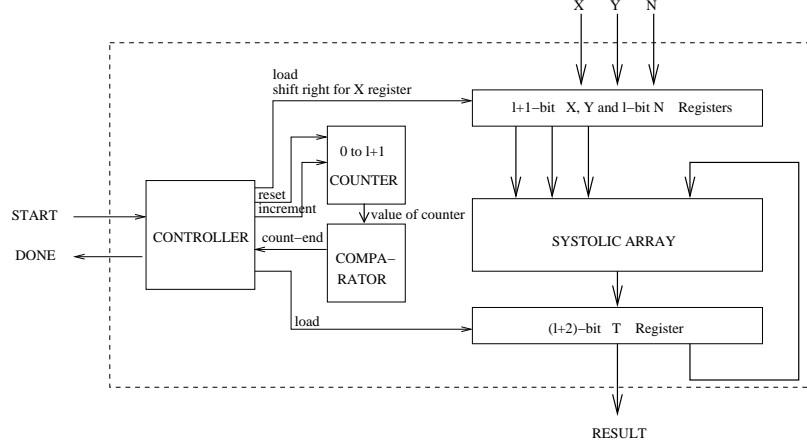 X Y N
load
shift right for X register
l+1−bit X, Y and l−bit N Registers
0 to l+1
COUNTER
reset
increment
START
CONTROLLER
value of counter
SYSTOLIC ARRAY
count−end
DONE
COMPA−
RATOR
load
(l+2)−bit T Register
RESULT